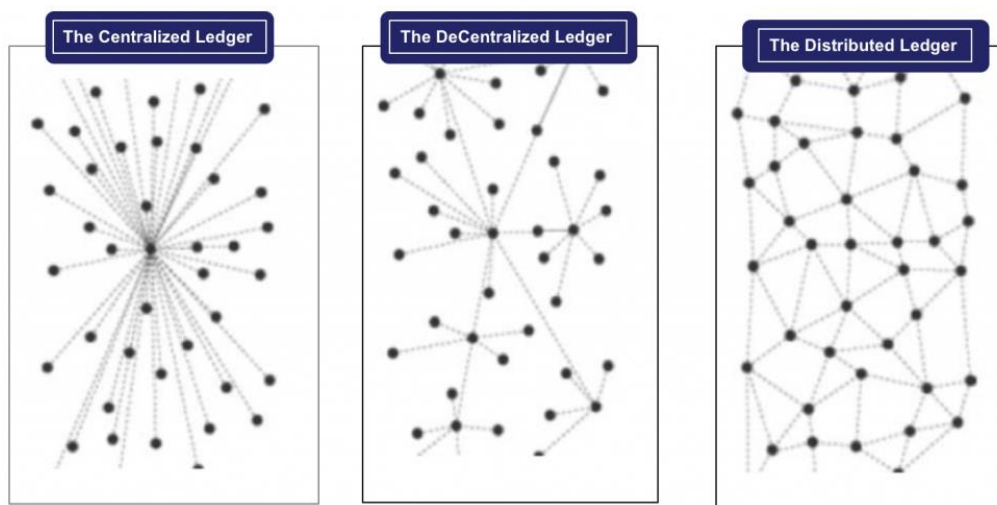 The Centralized Ledger
The DeCentralized Ledger
The Distributed Ledger